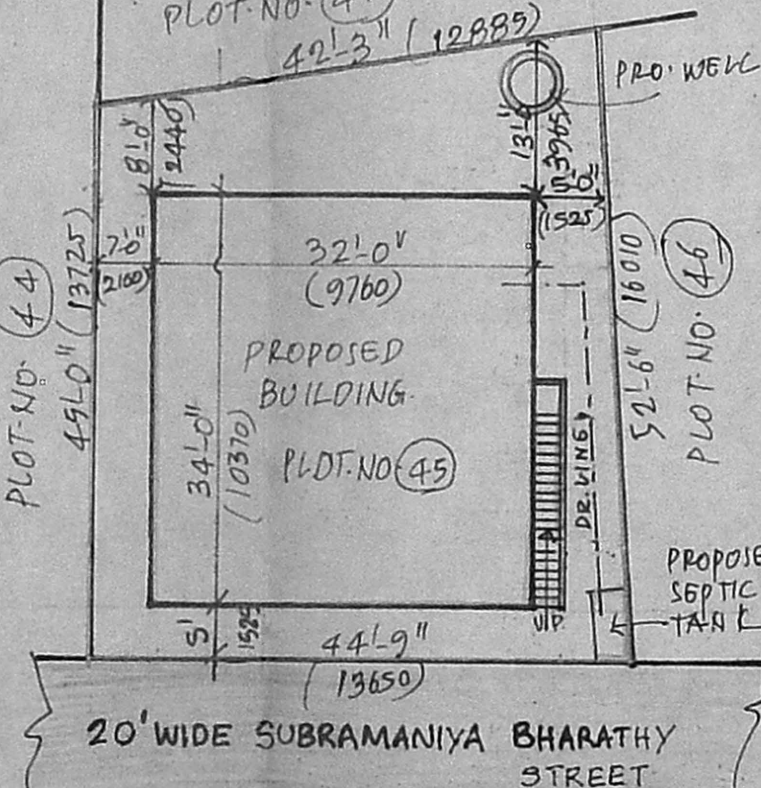 PLOT.NO.
42'-3" (12885)
PRO. WELL
8'-0"
(2440)
13'-0"
3965
5'-0"
(1525)
7'-0"
(2160)
32'-0"
(9760)
PLOT.NO. 44
45'-0" (13725)
52'-6" (16010)
PLOT.NO. 46
PROPOSED
BUILDING.
PLOT.NO 45
34'-0"
(10370)
DR. LINE
PROPOSE
SEPTIC
TANK
UP
5'
1525
44'-9"
(13650)
20' WIDE SUBRAMANIYA BHARATHY
STREET